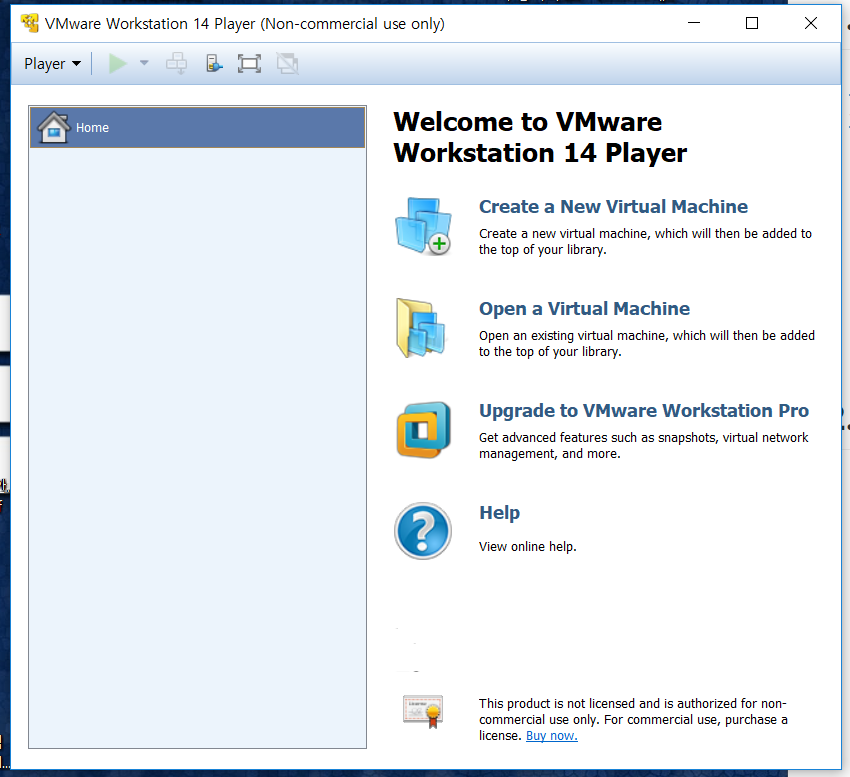 VMware Workstation 14 Player (Non-commercial use only)
Player
Home
Welcome to VMware
Workstation 14 Player
Create a New Virtual Machine
Create a new virtual machine, which will then be added to
the top of your library.
Open a Virtual Machine
Open an existing virtual machine, which will then be added
to the top of your library.
Upgrade to VMware Workstation Pro
Get advanced features such as snapshots, virtual network
management, and more.
Help
View online help.
This product is not licensed and is authorized for non-
commercial use only. For commercial use, purchase a
license. Buy now.